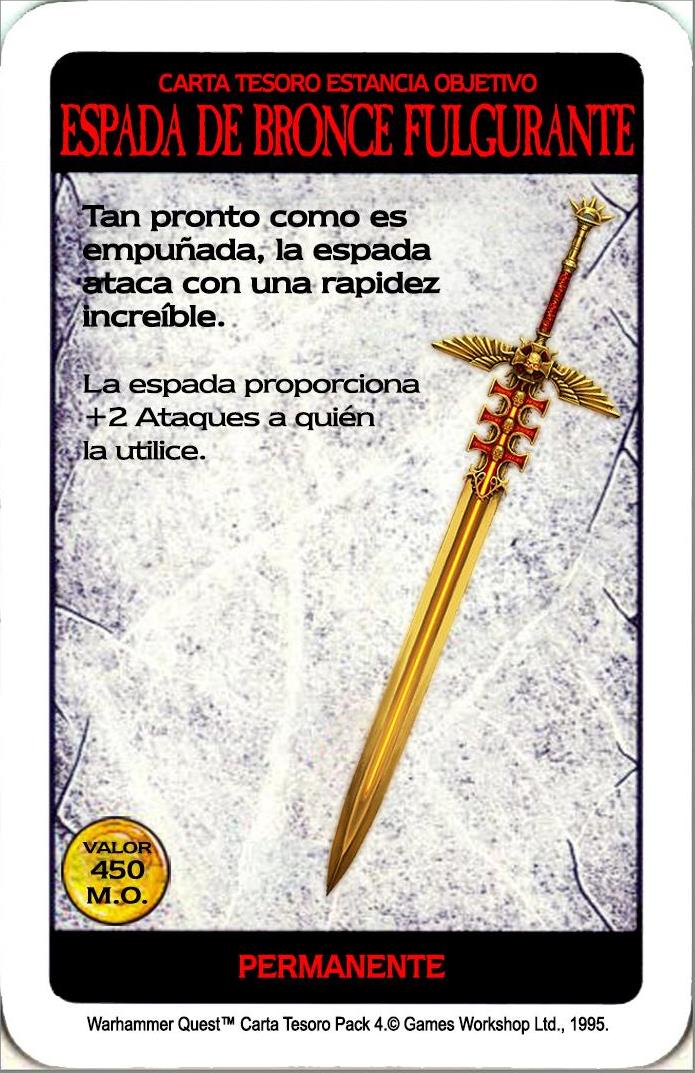 CARTA TESORO ESTANCIA OBJETIVO
ESPADA DE BRONCE FULGURANTE
Tan pronto como es
empuñada, la espada
ataca con una rapidez
increíble.
La espada proporciona
+2 Ataques a quién
la utilice.
VALOR
450
M.O.
PERMANENTE
Warhammer Quest™ Carta Tesoro Pack 4.© Games Workshop Ltd., 1995.